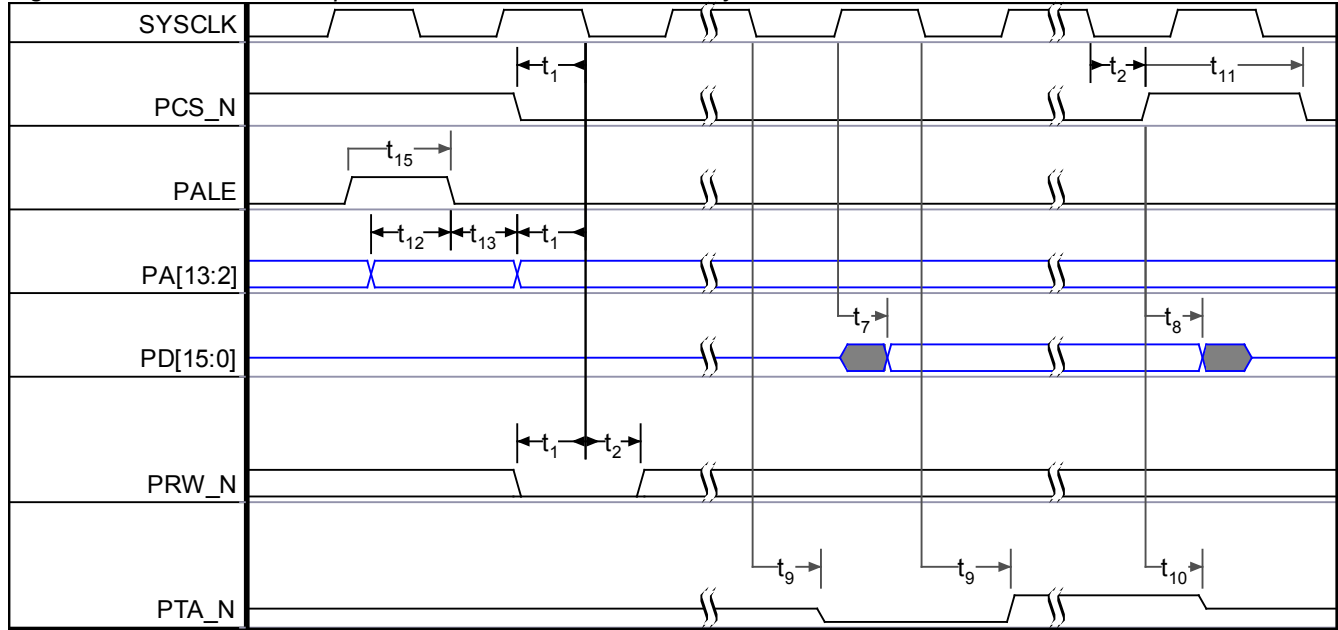 SYSCLK
t1 t2 t11
PCS_N
t15
PALE
t12 t13 t1
PA[13:2]
t7 t8
PD[15:0]
t1 t2
PRW_N
t9 t9 t10
PTA_N